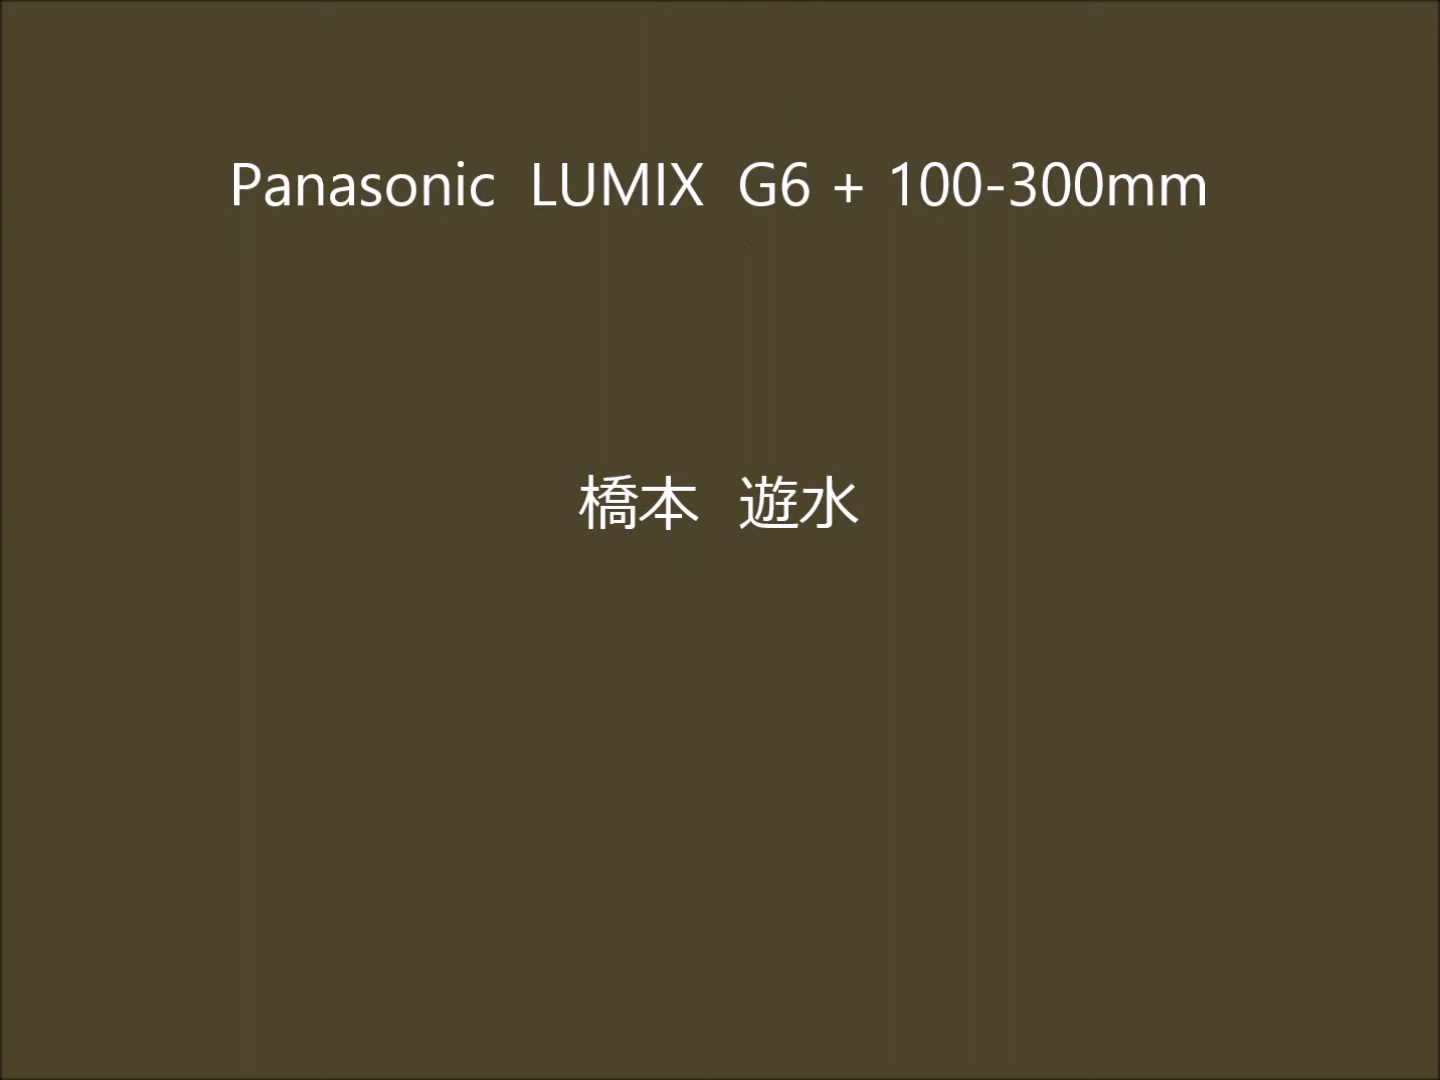 Panasonic LUMIX G6 + 100-300mm
橋本 遊水